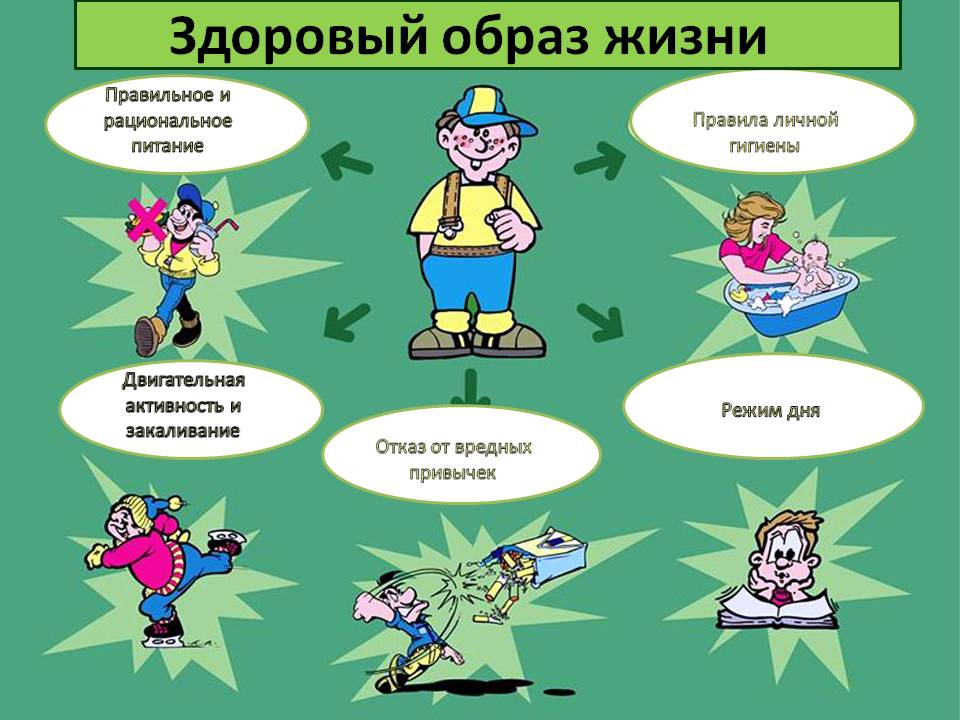 Здоровый образ жизни
Правильное и
рациональное
питание
Правила личной
гигиены
Двигательная
активность и
закаливание
Отказ от вредных
привычек
Режим дня